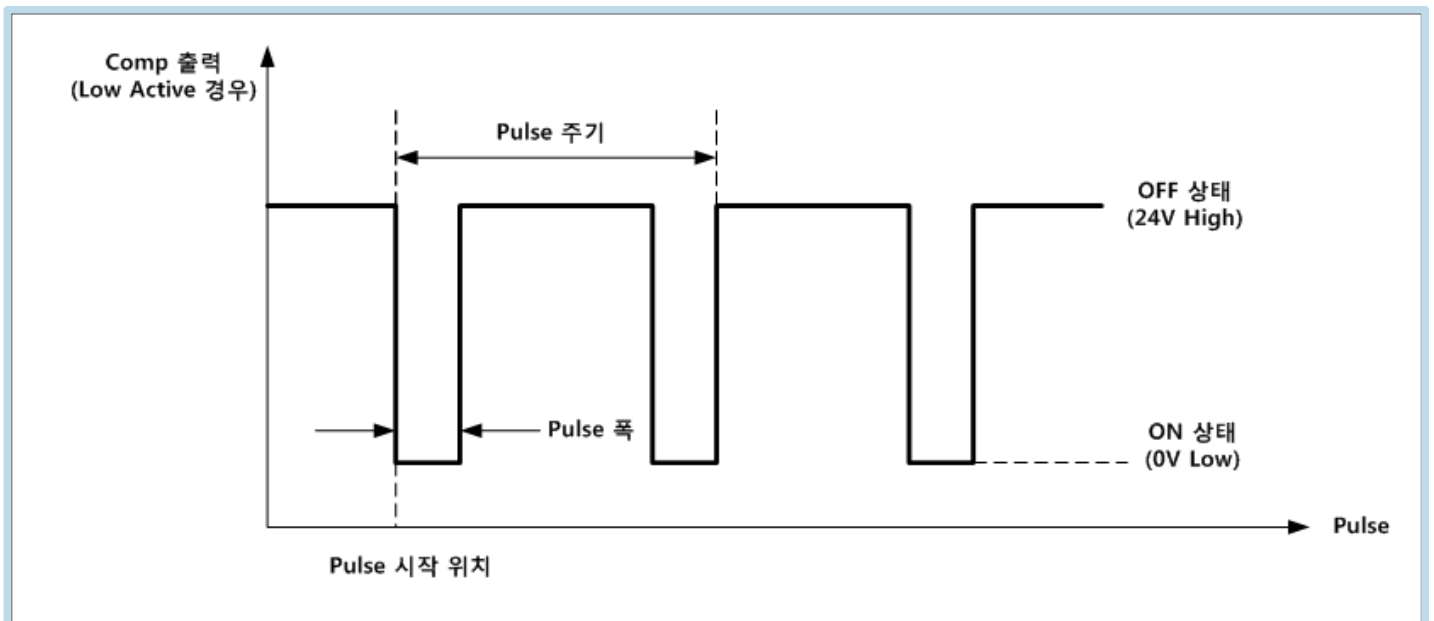 Comp 출력
(Low Active 경우)
Pulse 주기
OFF 상태
(24V High)
Pulse 폭
ON 상태
(0V Low)
Pulse
Pulse 시작 위치